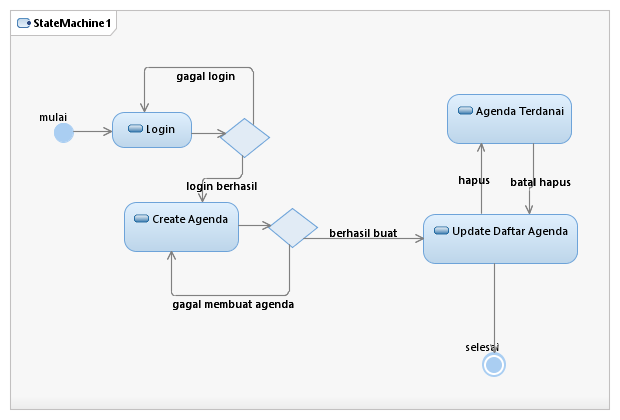 StateMachine1
gagal login
mulai
Login
Agenda Terdanai
login berhasil
hapus
batal hapus
Create Agenda
berhasil buat
Update Daftar Agenda
gagal membuat agenda
selesai